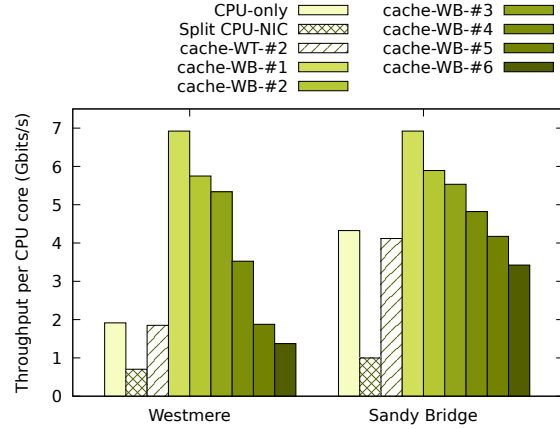 CPU-only
Split CPU-NIC
cache-WT-#2
cache-WB-#1
cache-WB-#2
cache-WB-#3
cache-WB-#4
cache-WB-#5
cache-WB-#6
Throughput per CPU core (Gbits/s)
7
6
5
4
3
2
1
0
Westmere
Sandy Bridge